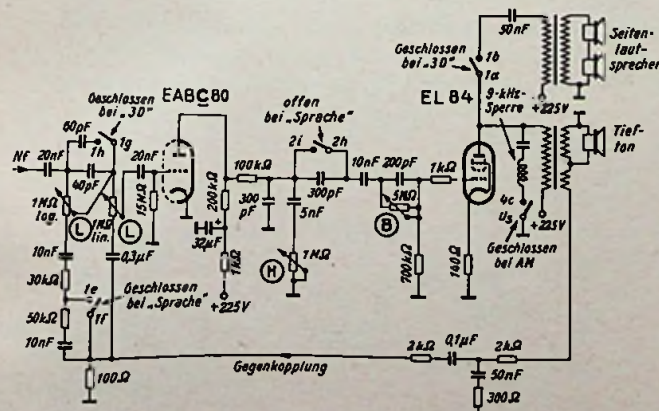 50nF
Seiten-
laut-
sprecher
Geschlossen
bei „3D“
1b
1a
+225V
9-kHz-
Sperre
EL 84
Tief-
ton
EABC80
Geschlossen
bei „3D“
offen
bei „Sprache“
60pF
1h
1g
2i
2h
Nf
20nF
40pF
20nF
100kΩ
300pF
10nF
200pF
1kΩ
1MΩ
log.
L
1MΩ
lin.
L
15MΩ
200kΩ
300
pF
5nF
5MΩ
B
4c
+225V
Geschlossen
bei AM
10nF
0,3µF
32µF
H
1MΩ
700kΩ
140Ω
30kΩ
1kΩ
+225V
1e
Geschlossen
bei „Sprache“
1f
50kΩ
10nF
100Ω
Gegenkopplung
2kΩ
0,1µF
2kΩ
50nF
300Ω